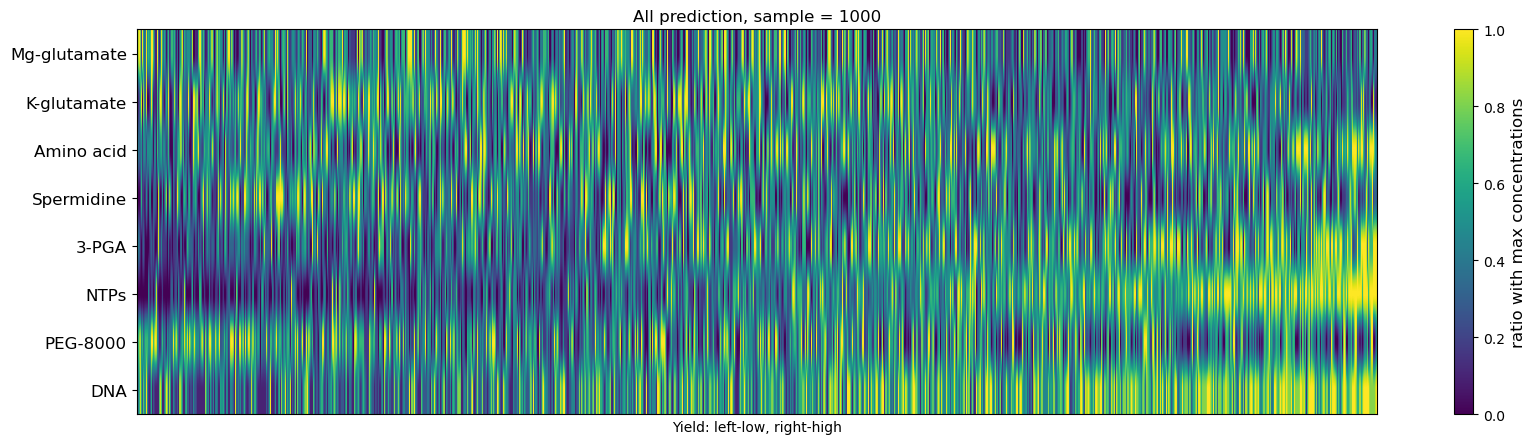 All prediction, sample = 1000
Mg-glutamate
K-glutamate
Amino acid
Spermidine
3-PGA
NTPs
PEG-8000
DNA
Yield: left-low, right-high
1.0
0.8
0.6
0.4
0.2
0.0
ratio with max concentrations